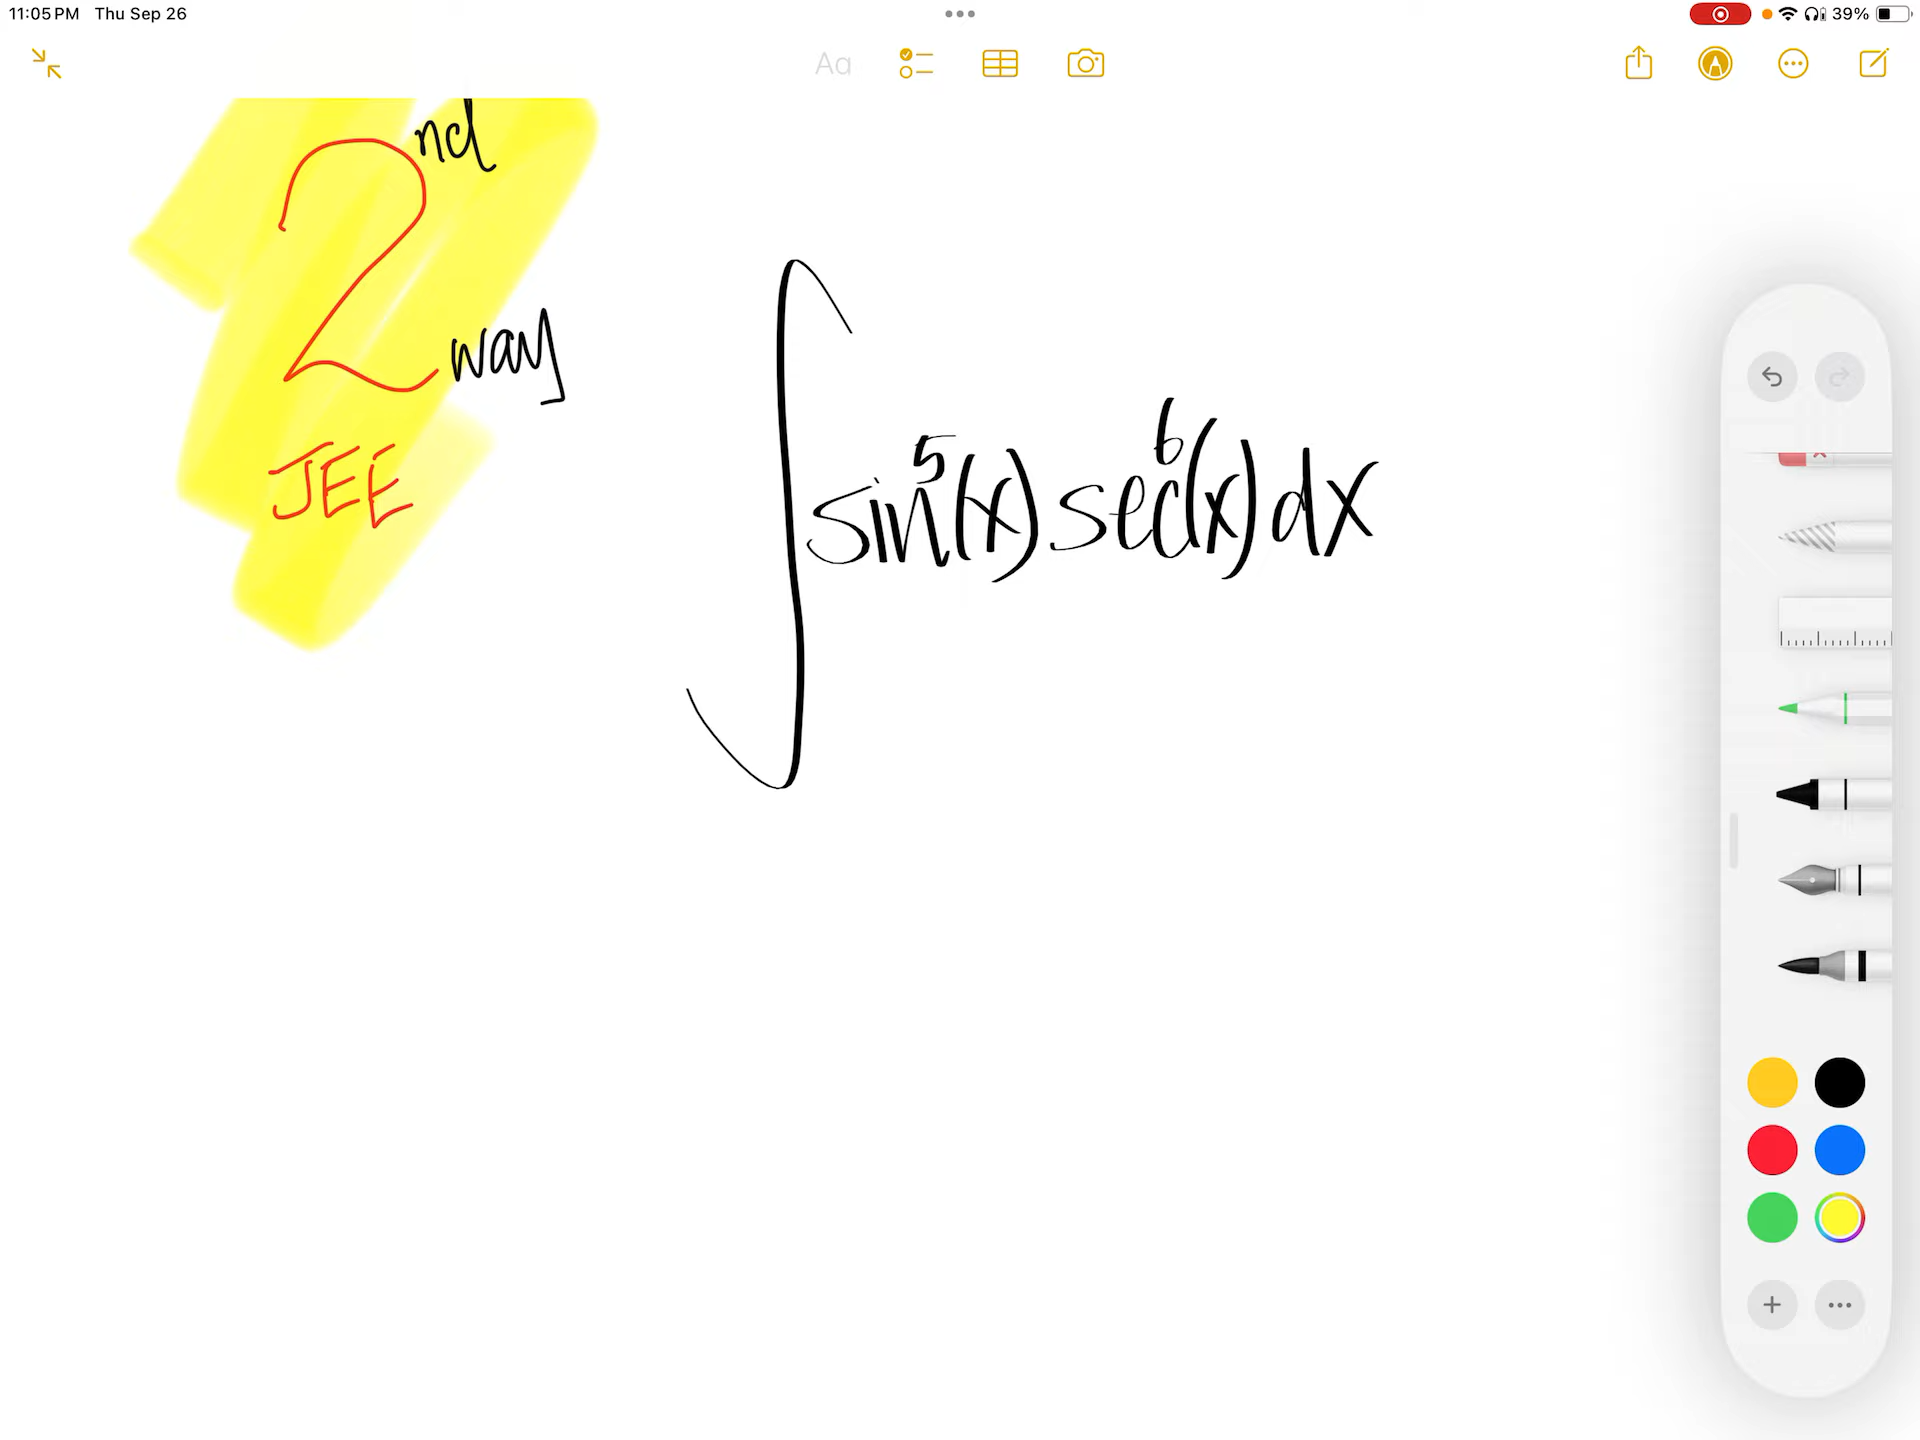 11:05 PM Thu Sep 26
39%
Aa
2nd
way
JEE
∫ sin⁵(x) sec⁶(x) dx